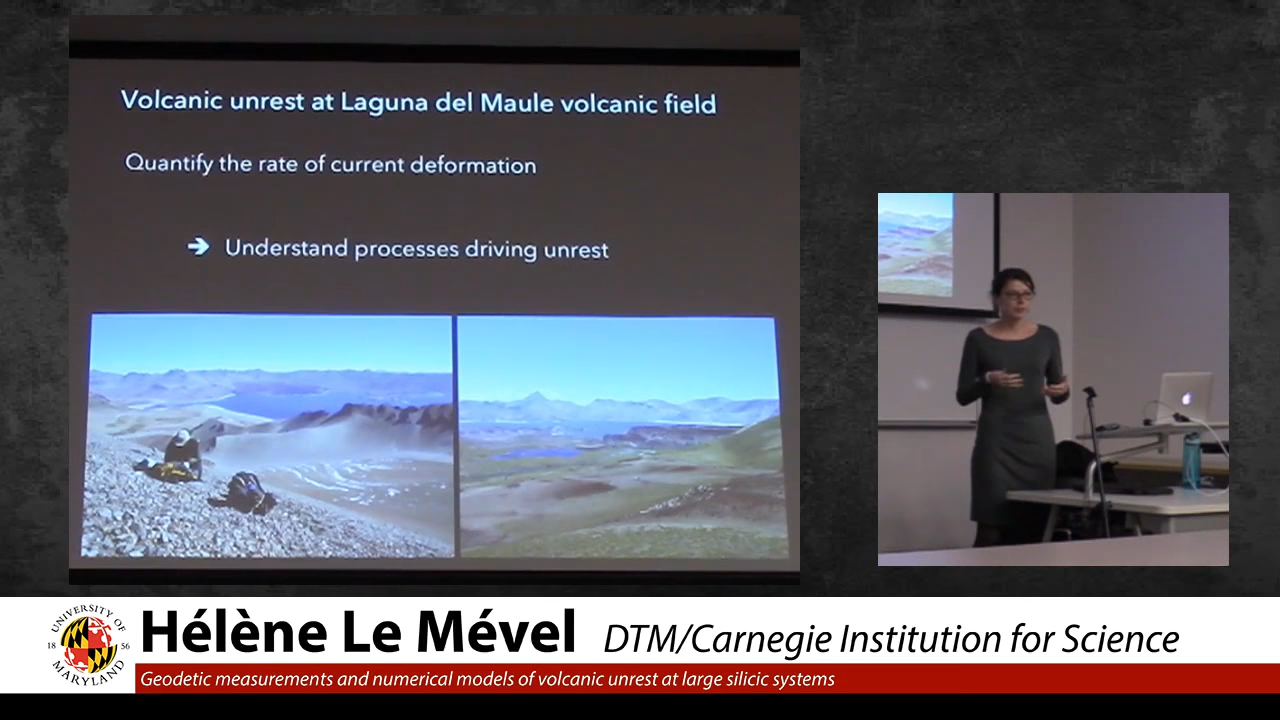 Volcanic unrest at Laguna del Maule volcanic field
Quantify the rate of current deformation
➔ Understand processes driving unrest
UNIVERSITY OF
18 56
MARYLAND
Hélène Le Mével DTM/Carnegie Institution for Science
Geodetic measurements and numerical models of volcanic unrest at large silicic systems